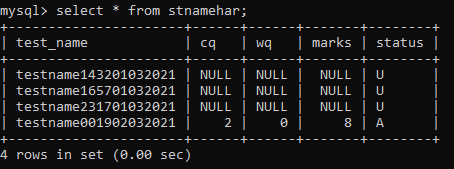 mysql> select * from stnamehar;
+----------------------+------+------+-------+--------+
| test_name            | cq   | wq   | marks | status |
+----------------------+------+------+-------+--------+
| testname143201032021 | NULL | NULL |  NULL | U      |
| testname165701032021 | NULL | NULL |  NULL | U      |
| testname231701032021 | NULL | NULL |  NULL | U      |
| testname001902032021 |    2 |    0 |     8 | A      |
+----------------------+------+------+-------+--------+
4 rows in set (0.00 sec)